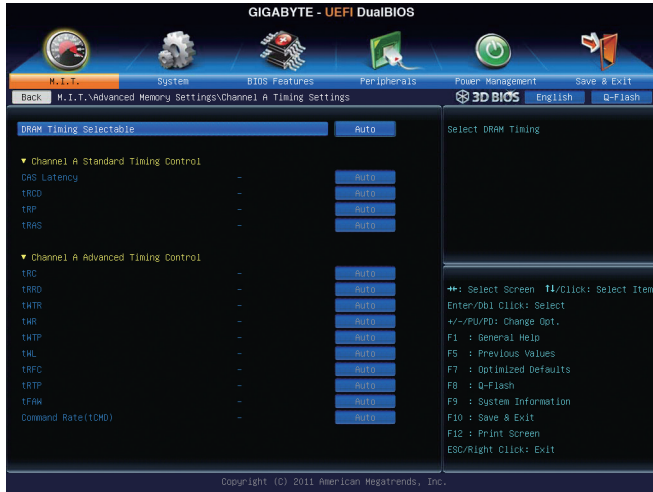 GIGABYTE - UEFI DualBIOS
M.I.T. System BIOS Features Peripherals Power Management Save & Exit
Back M.I.T.\Advanced Memory Settings\Channel A Timing Settings 3D BIOS English Q-Flash
DRAM Timing Selectable Auto
Select DRAM Timing
▼ Channel A Standard Timing Control
CAS Latency - Auto
tRCD - Auto
tRP - Auto
tRAS - Auto
▼ Channel A Advanced Timing Control
tRC - Auto
tRRD - Auto
tWTR - Auto
tWR - Auto
tWTP - Auto
tWL - Auto
tRFC - Auto
tRTP - Auto
tFAW - Auto
Command Rate(tCMD) - Auto
→←: Select Screen ↑↓/Click: Select Item
Enter/Dbl Click: Select
+/-/PU/PD: Change Opt.
F1 : General Help
F5 : Previous Values
F7 : Optimized Defaults
F8 : Q-Flash
F9 : System Information
F10 : Save & Exit
F12 : Print Screen
ESC/Right Click: Exit
Copyright (C) 2011 American Megatrends, Inc.